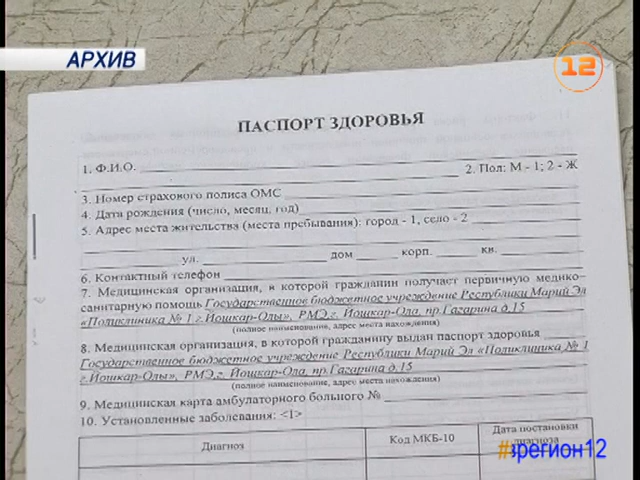 АРХИВ
12
ПАСПОРТ ЗДОРОВЬЯ
1. Ф.И.О.
2. Пол: М - 1; 2 - Ж
3. Номер страхового полиса ОМС
4. Дата рождения (число, месяц, год)
5. Адрес места жительства (места пребывания): город - 1, село - 2
ул. дом корп. кв.
6. Контактный телефон
7. Медицинская организация, в которой гражданин получает первичную медико-
санитарную помощь Государственное бюджетное учреждение Республики Марий Эл
«Поликлиника № 1 г.Йошкар-Олы», РМЭ,г. Йошкар-Ола, пр.Гагарина д.15
(полное наименование, адрес места нахождения)
8. Медицинская организация, в которой гражданину выдан паспорт здоровья
Государственное бюджетное учреждение Республики Марий Эл «Поликлиника № 1
г.Йошкар-Олы», РМЭ,г. Йошкар-Ола, пр.Гагарина д.15
(полное наименование, адрес места нахождения)
9. Медицинская карта амбулаторного больного №
10. Установленные заболевания: <1>
Диагноз Код МКБ-10 Дата постановки
диагноза
#регион12